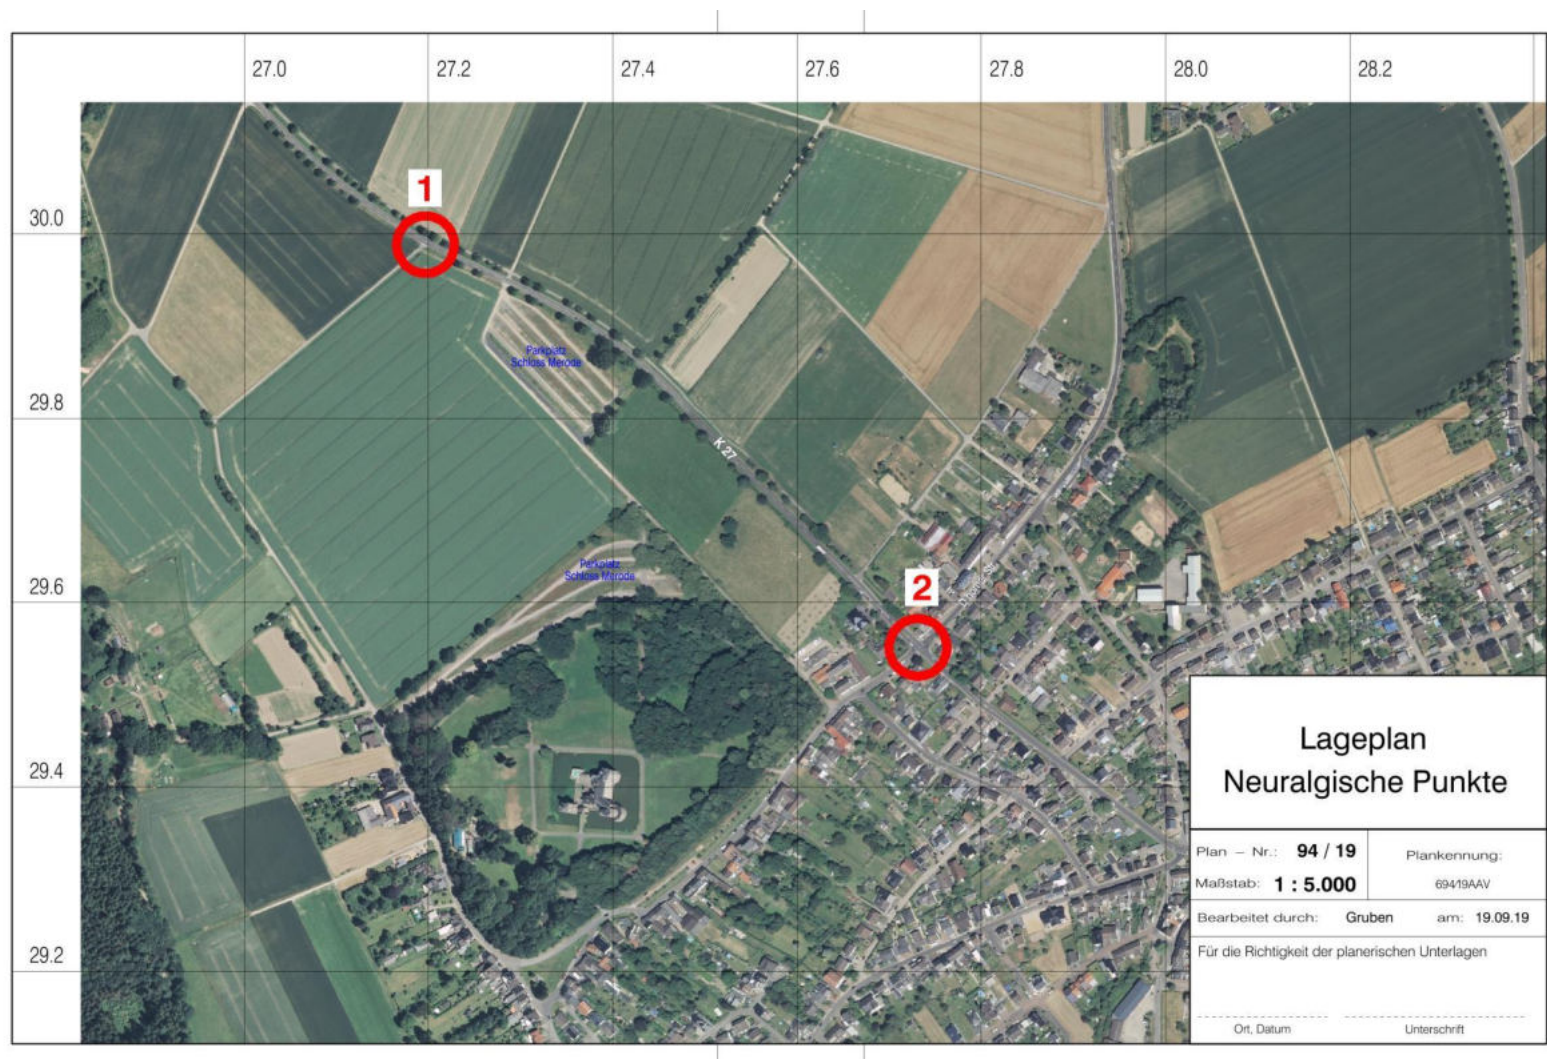 27.0 27.2 27.4 27.6 27.8 28.0 28.2
1
30.0
Parkplatz
Schloss Merode
29.8
K 27
Parkplatz
Schloss Merode
29.6
2
29.4
29.2
Lageplan
Neuralgische Punkte
Plan – Nr.: 94 / 19
Plankennung:
Maßstab: 1 : 5.000
69419AAV
Bearbeitet durch: Gruben am: 19.09.19
Für die Richtigkeit der planerischen Unterlagen
Ort, Datum Unterschrift